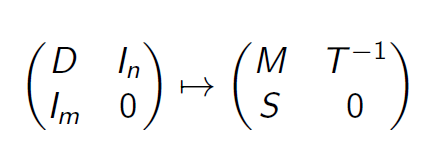 ( D I_n ) ↦ ( M T^{-1} )
( I_m 0 ) ( S 0 )